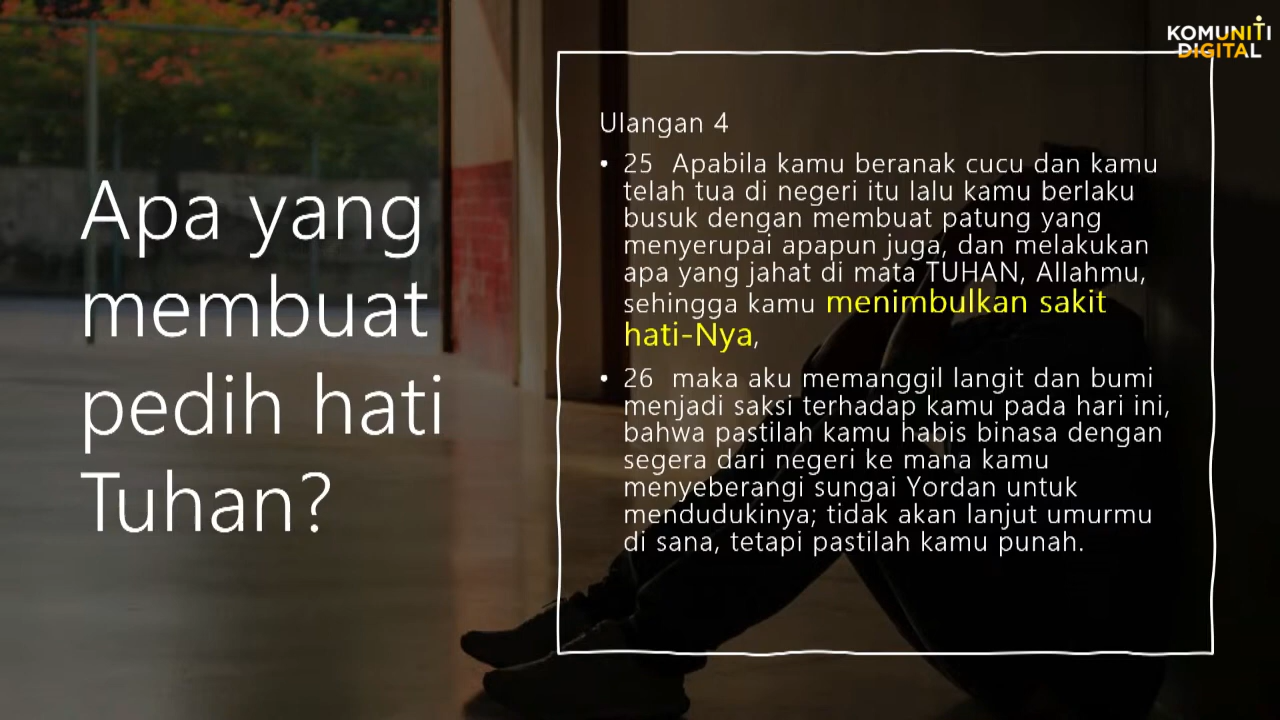 KOMUNITI
DIGITAL
Apa yang
membuat
pedih hati
Tuhan?
Ulangan 4
• 25 Apabila kamu beranak cucu dan kamu
telah tua di negeri itu lalu kamu berlaku
busuk dengan membuat patung yang
menyerupai apapun juga, dan melakukan
apa yang jahat di mata TUHAN, Allahmu,
sehingga kamu menimbulkan sakit
hati-Nya,
• 26 maka aku memanggil langit dan bumi
menjadi saksi terhadap kamu pada hari ini,
bahwa pastilah kamu habis binasa dengan
segera dari negeri ke mana kamu
menyeberangi sungai Yordan untuk
mendudukinya; tidak akan lanjut umurmu
di sana, tetapi pastilah kamu punah.